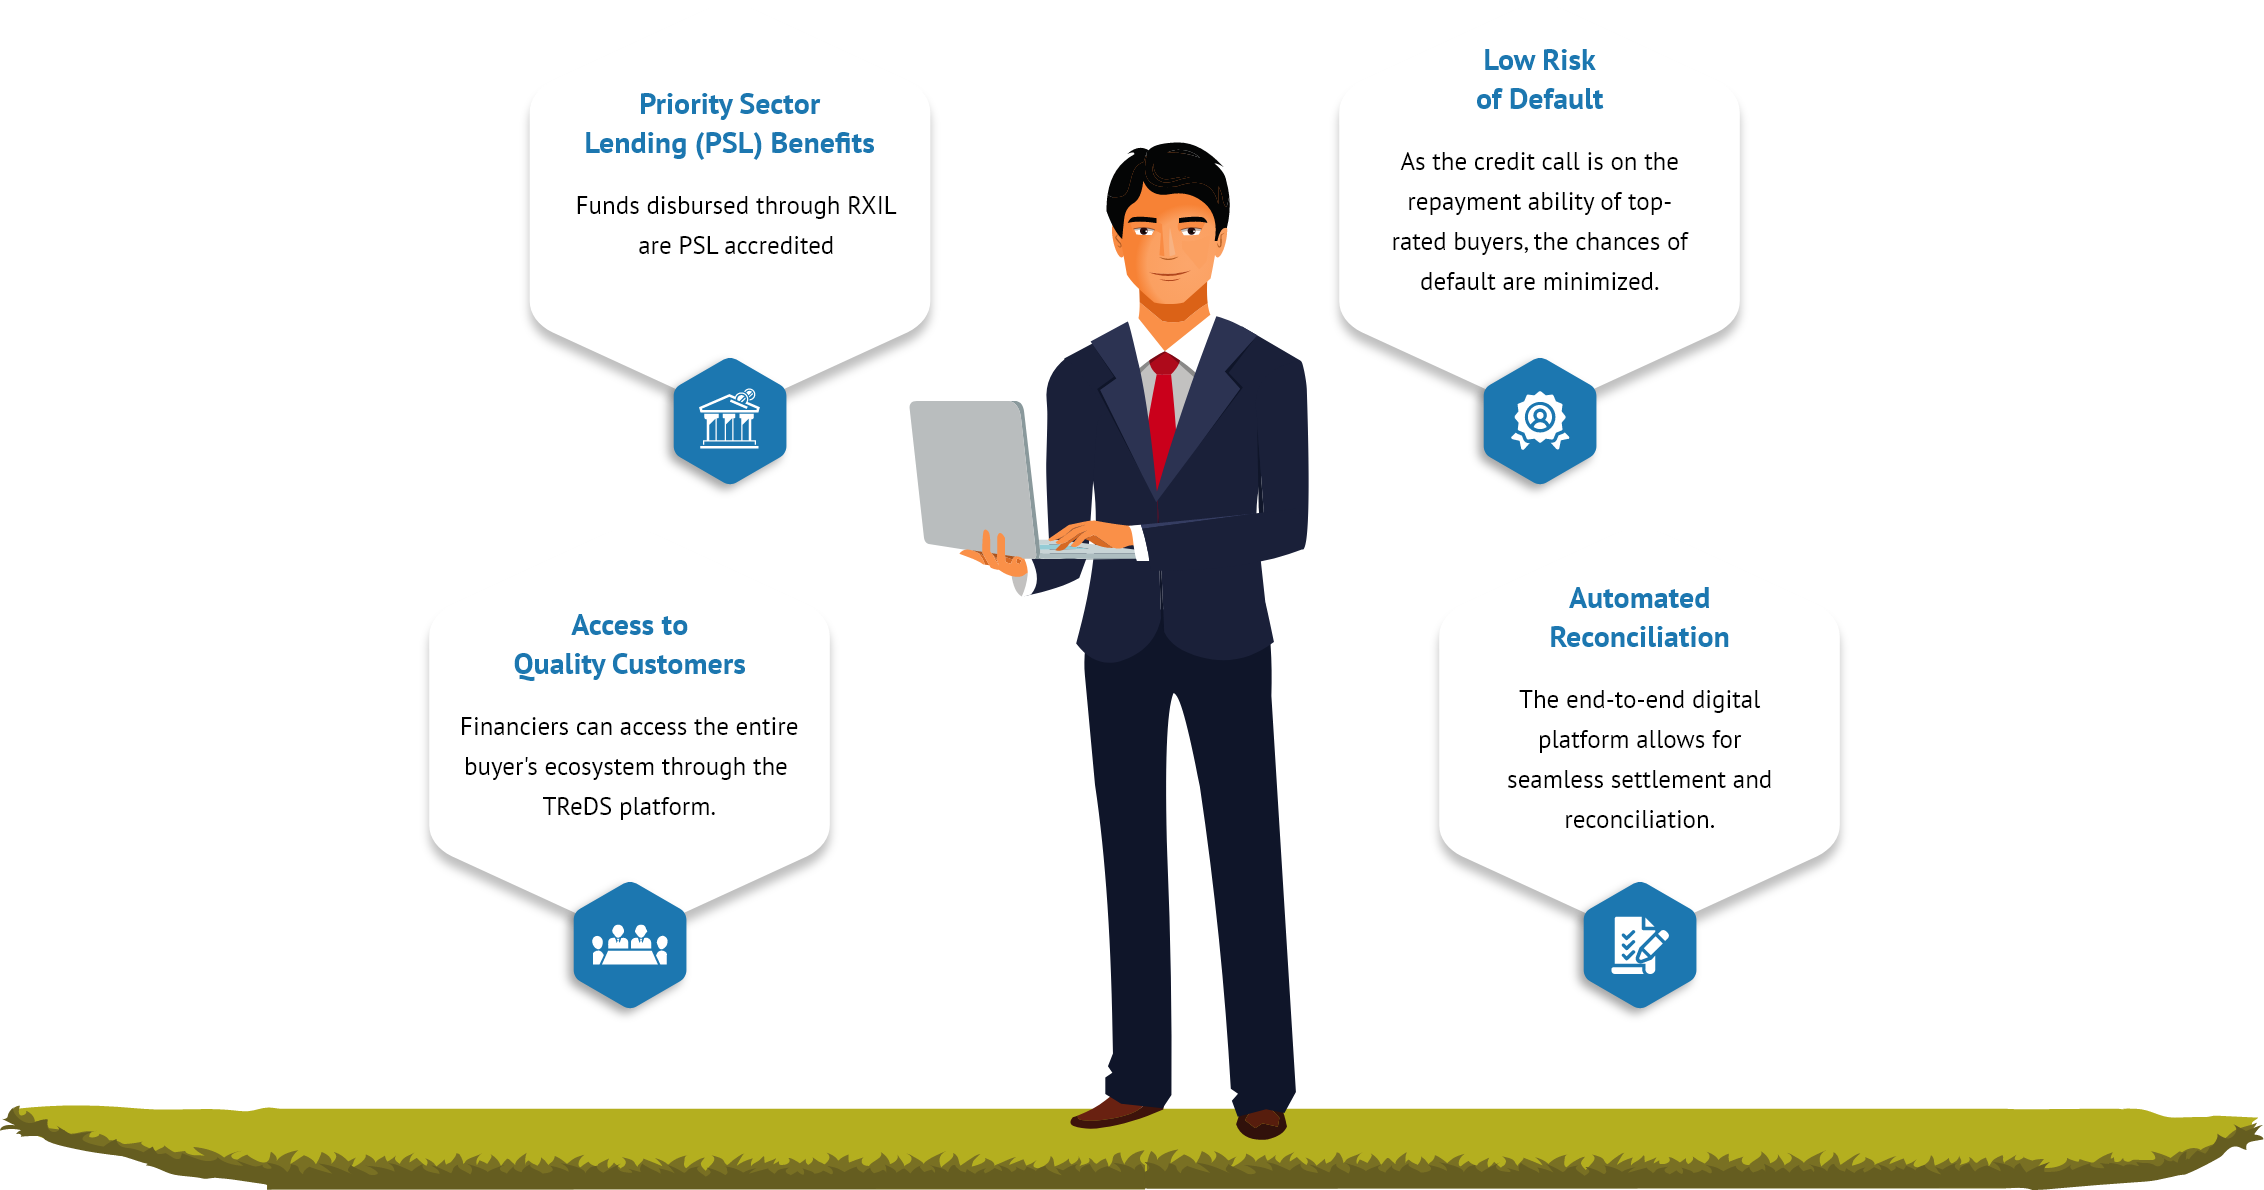 Priority Sector
Lending (PSL) Benefits
Funds disbursed through RXIL
are PSL accredited
Low Risk
of Default
As the credit call is on the
repayment ability of top-
rated buyers, the chances of
default are minimized.
Access to
Quality Customers
Financiers can access the entire
buyer's ecosystem through the
TReDS platform.
Automated
Reconciliation
The end-to-end digital
platform allows for
seamless settlement and
reconciliation.